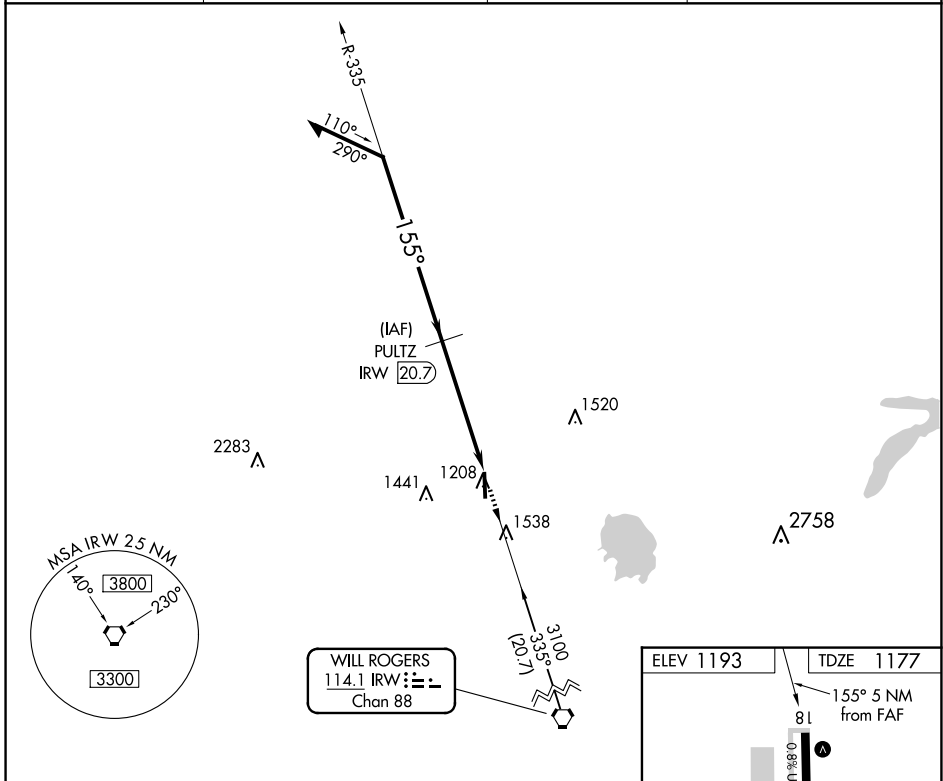 R-335
110°
290°
155°
(IAF)
PULTZ
IRW 20.7
1520
2283
1441
1208
1538
2758
MSA IRW 25 NM
140°
3800
230°
3300
3100
335°
(20.7)
WILL ROGERS
114.1 IRW
Chan 88
ELEV 1193
TDZE 1177
155° 5 NM
from FAF
18
A
0.8% U